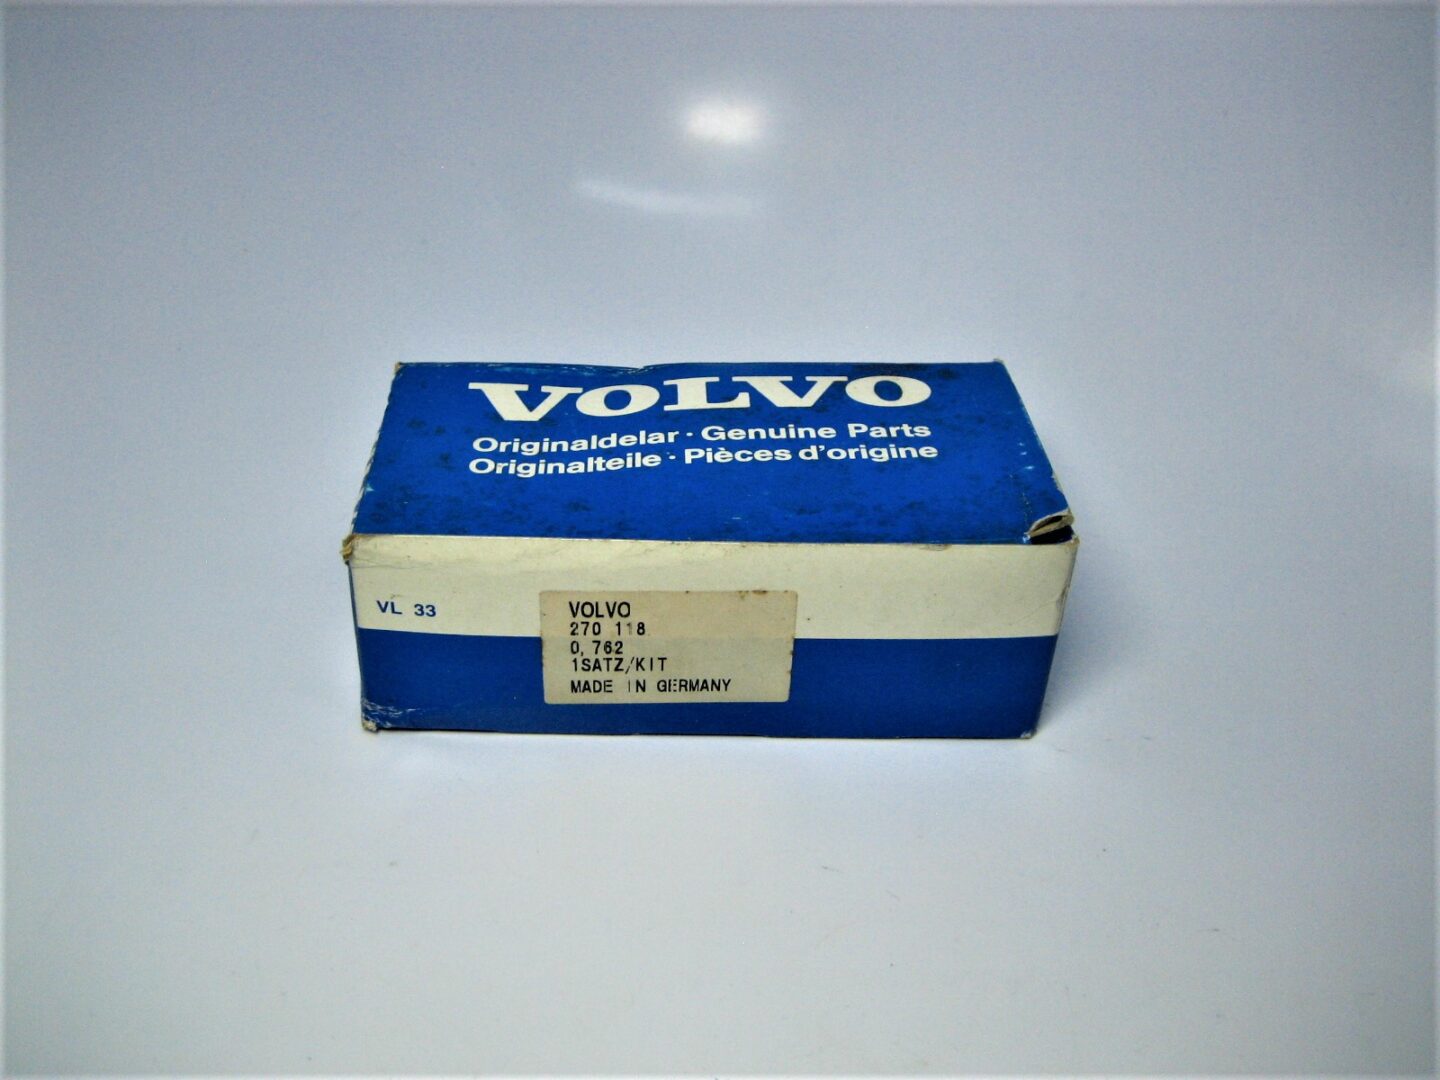 VOLVO
Originaldelar · Genuine Parts
Originalteile · Pièces d'origine
VL 33
VOLVO
270 118
0,762
1SATZ/KIT
MADE IN GERMANY